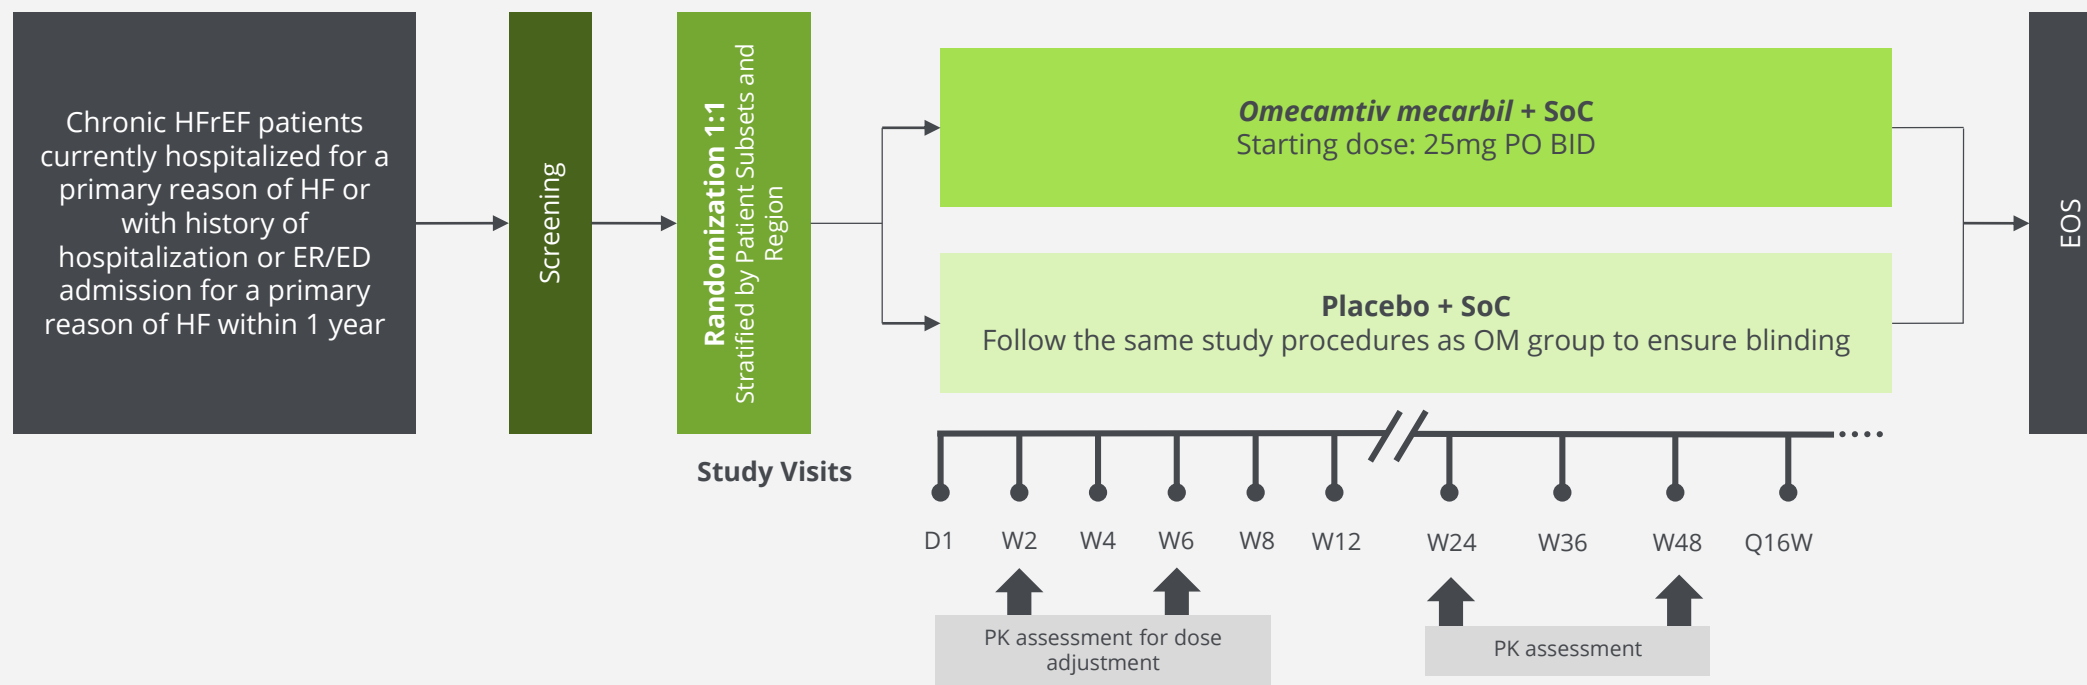 Chronic HFrEF patients
currently hospitalized for a
primary reason of HF or
with history of
hospitalization or ER/ED
admission for a primary
reason of HF within 1 year
Screening
Randomization 1:1
Stratified by Patient Subsets and
Region
Omecamtiv mecarbil + SoC
Starting dose: 25mg PO BID
Placebo + SoC
Follow the same study procedures as OM group to ensure blinding
EOS
Study Visits
D1 W2 W4 W6 W8 W12 W24 W36 W48 Q16W
PK assessment for dose
adjustment
PK assessment